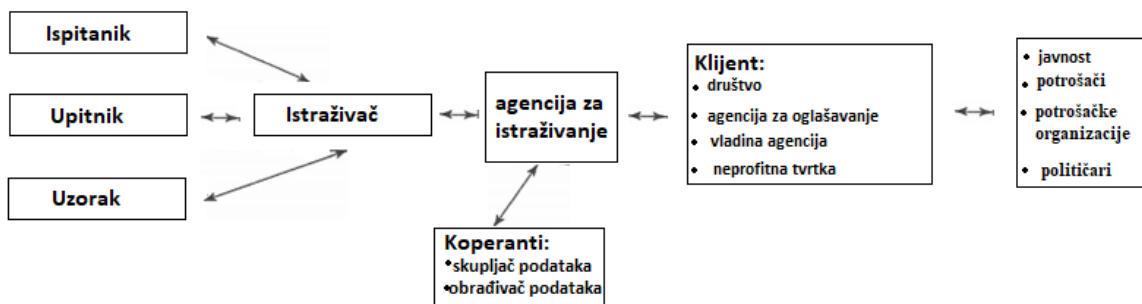 Ispitanik
Upitnik
Uzorak
Istraživač
agencija za
istraživanje
Koperanti:
•skupljač podataka
•obrađivač podataka
Klijent:
• društvo
• agencija za oglašavanje
• vladina agencija
• neprofitna tvrtka
• javnost
• potrošači
• potrošačke
organizacije
• političari